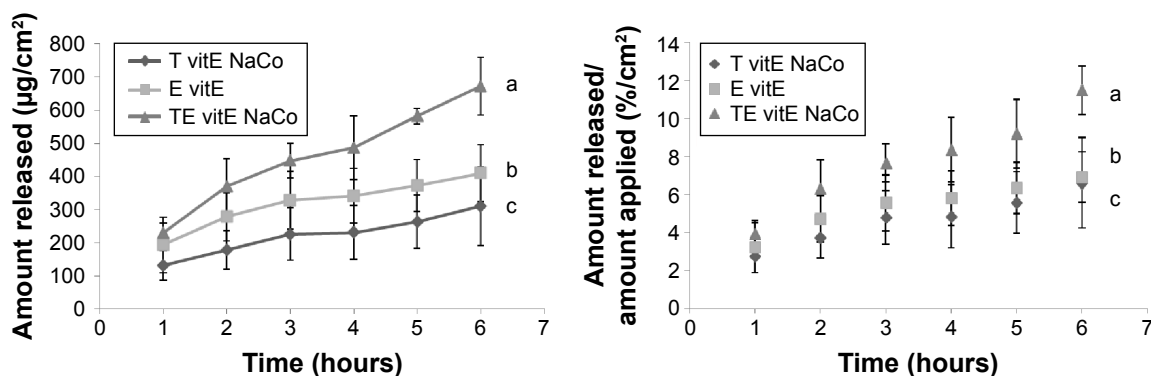 Amount released (µg/cm²)
800
700
600
500
400
300
200
100
0
T vitE NaCo
E vitE
TE vitE NaCo
a
b
c
0 1 2 3 4 5 6 7
Time (hours)
Amount released/
amount applied (%/cm²)
14
12
10
8
6
4
2
0
T vitE NaCo
E vitE
TE vitE NaCo
a
b
c
0 1 2 3 4 5 6 7
Time (hours)